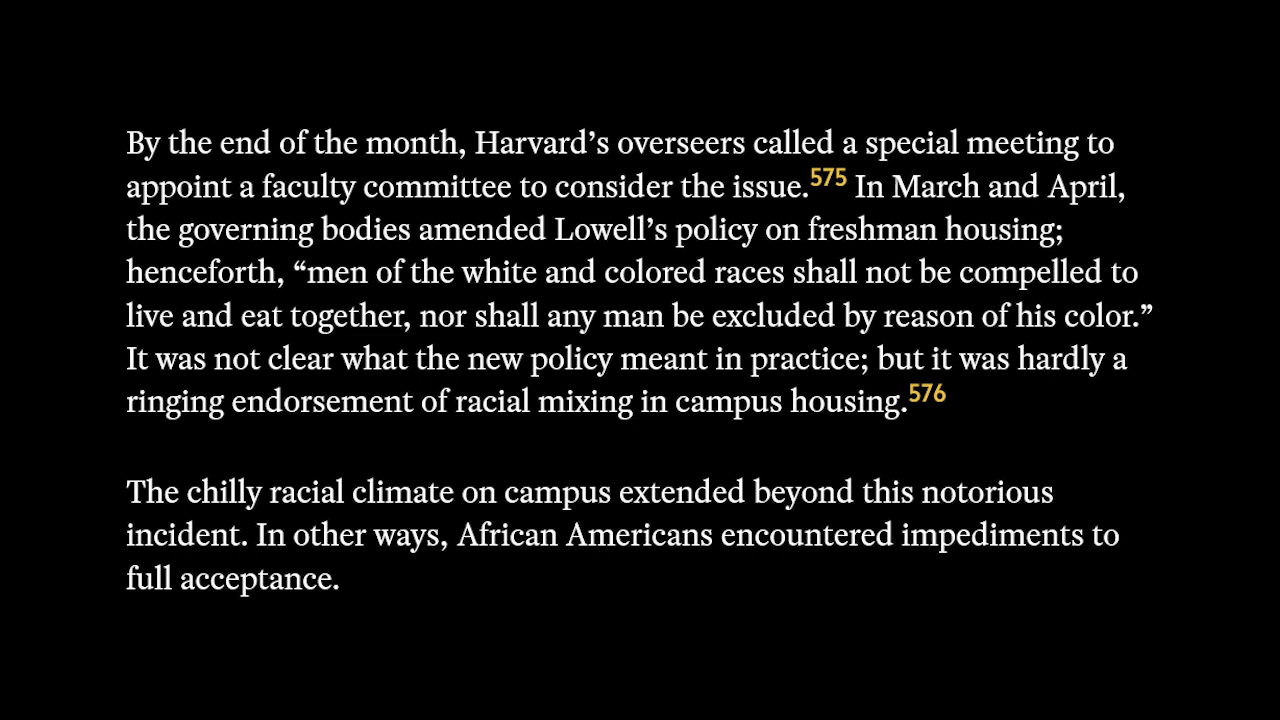 By the end of the month, Harvard’s overseers called a special meeting to
appoint a faculty committee to consider the issue.575 In March and April,
the governing bodies amended Lowell’s policy on freshman housing;
henceforth, “men of the white and colored races shall not be compelled to
live and eat together, nor shall any man be excluded by reason of his color.”
It was not clear what the new policy meant in practice; but it was hardly a
ringing endorsement of racial mixing in campus housing.576
The chilly racial climate on campus extended beyond this notorious
incident. In other ways, African Americans encountered impediments to
full acceptance.